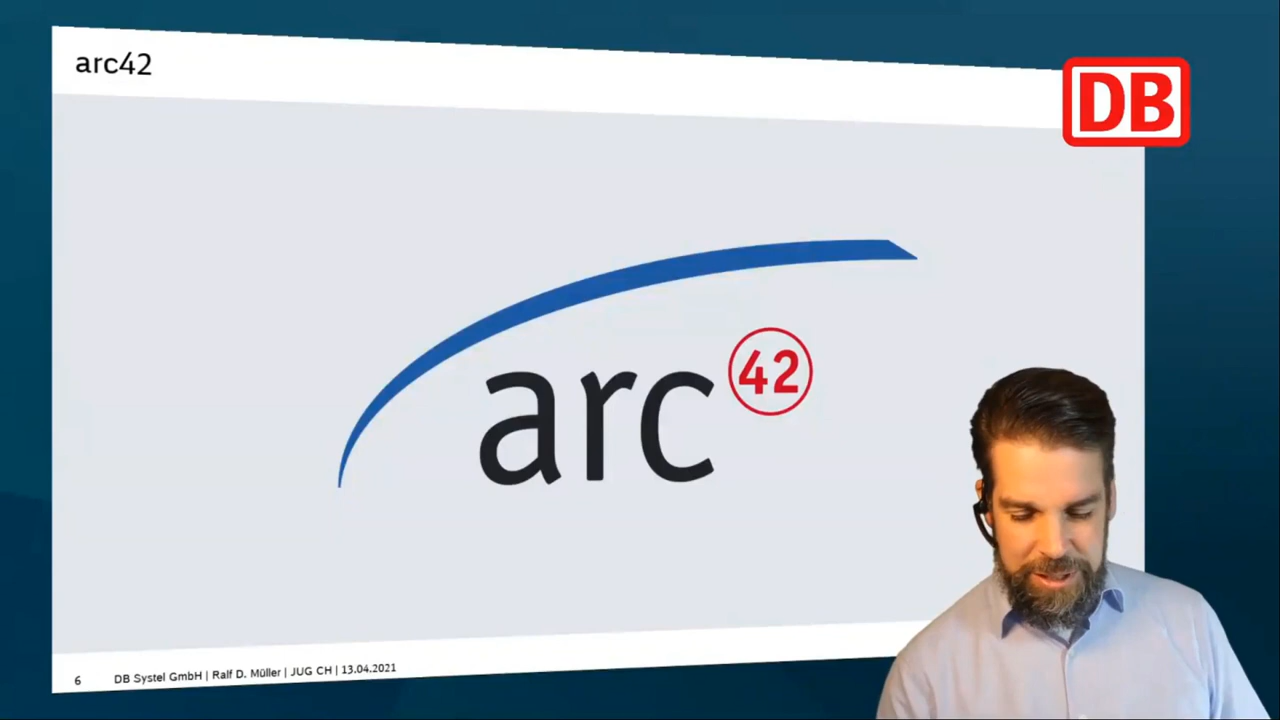 arc42
DB
arc
42
6 DB Systel GmbH | Ralf D. Müller | JUG CH | 13.04.2021